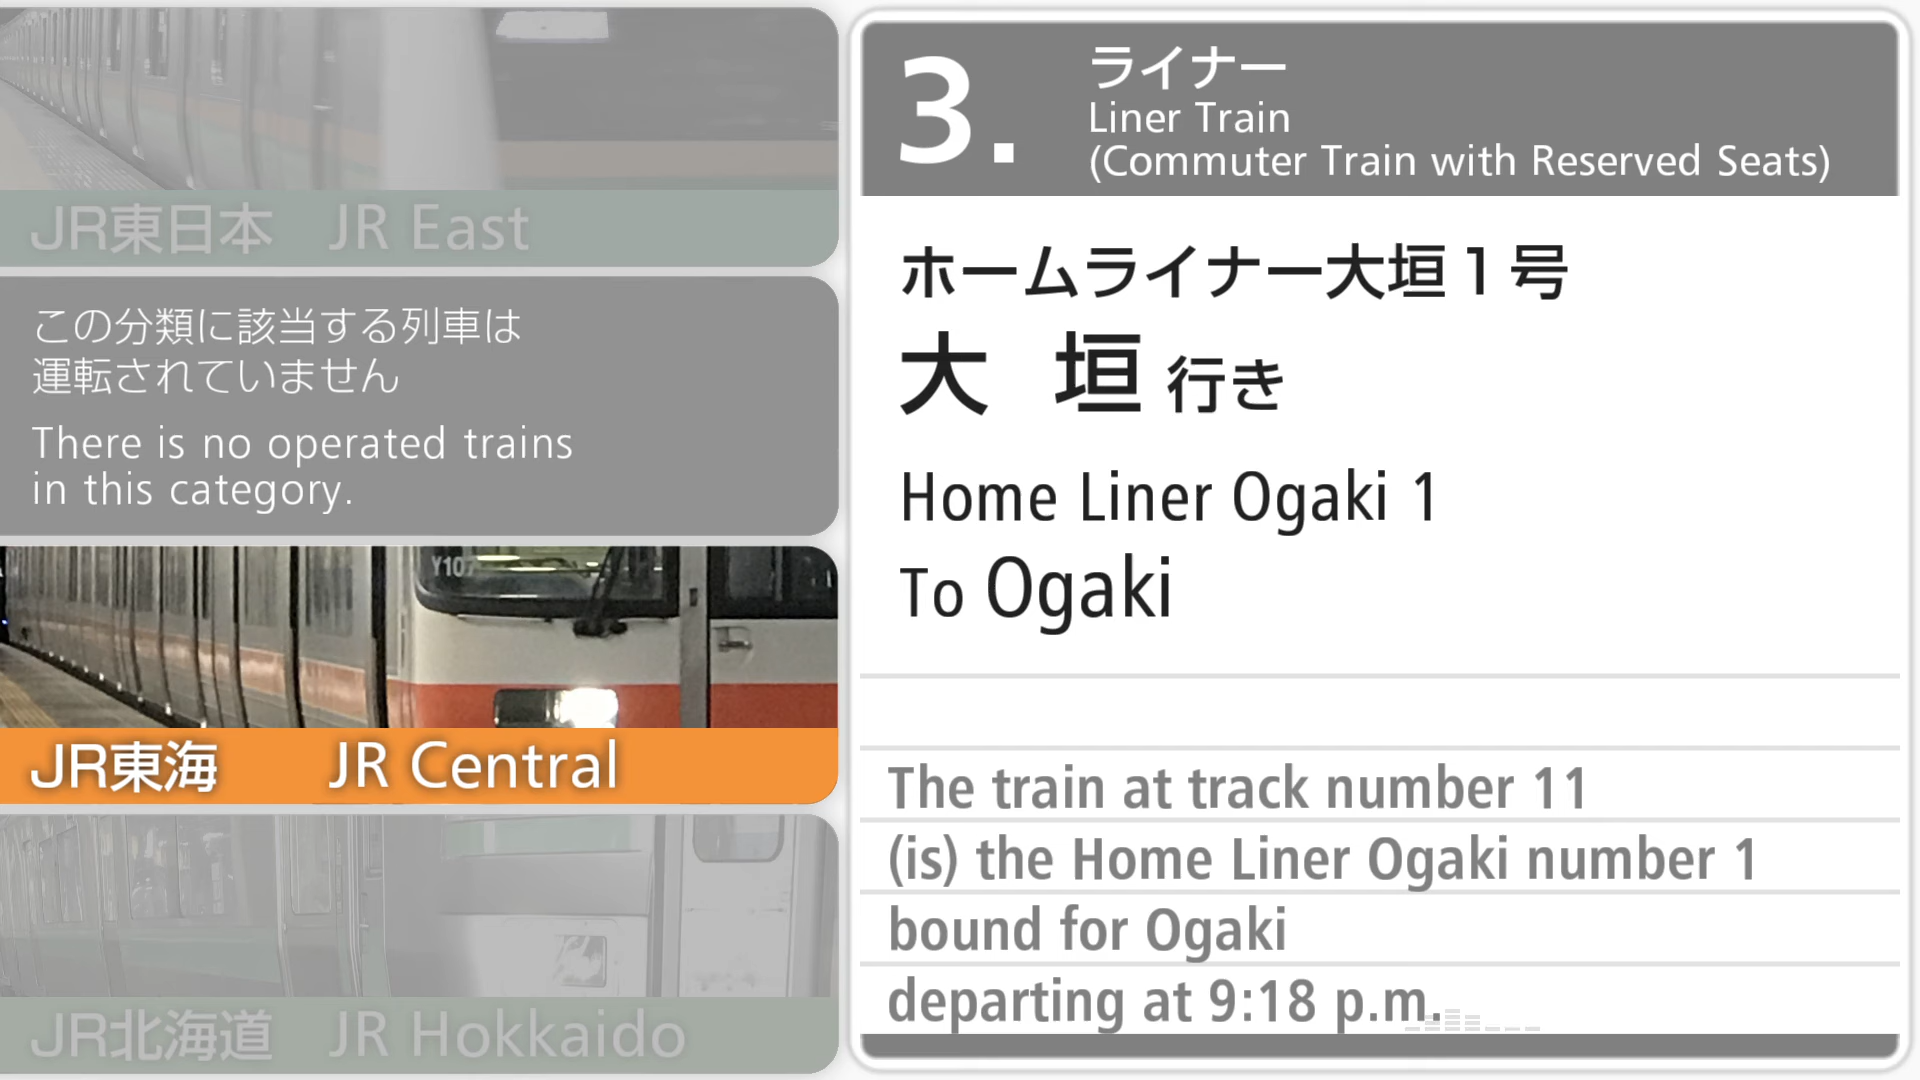 JR東日本 JR East
この分類に該当する列車は
運転されていません
There is no operated trains
in this category.
Y107
JR東海 JR Central
JR北海道 JR Hokkaido
3.
ライナー
Liner Train
(Commuter Train with Reserved Seats)
ホームライナー大垣1号
大垣行き
Home Liner Ogaki 1
To Ogaki
The train at track number 11
(is) the Home Liner Ogaki number 1
bound for Ogaki
departing at 9:18 p.m.